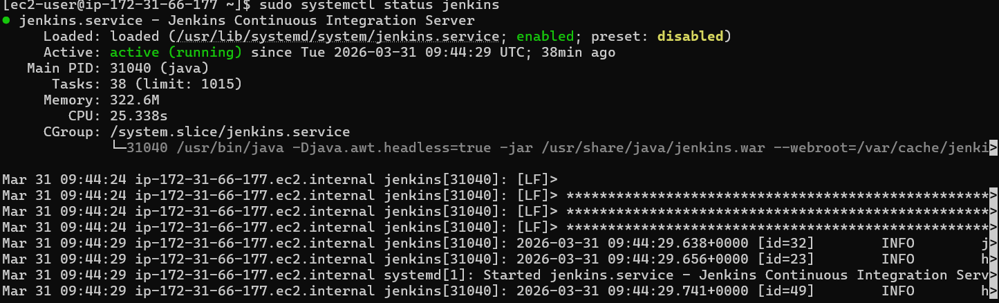 [ec2-user@ip-172-31-66-177 ~]$ sudo systemctl status jenkins
● jenkins.service - Jenkins Continuous Integration Server
     Loaded: loaded (/usr/lib/systemd/system/jenkins.service; enabled; preset: disabled)
     Active: active (running) since Tue 2026-03-31 09:44:29 UTC; 38min ago
   Main PID: 31040 (java)
      Tasks: 38 (limit: 1015)
     Memory: 322.6M
        CPU: 25.338s
     CGroup: /system.slice/jenkins.service
             └─31040 /usr/bin/java -Djava.awt.headless=true -jar /usr/share/java/jenkins.war --webroot=/var/cache/jenki>

Mar 31 09:44:24 ip-172-31-66-177.ec2.internal jenkins[31040]: [LF]>
Mar 31 09:44:24 ip-172-31-66-177.ec2.internal jenkins[31040]: [LF]> ***************************************************>
Mar 31 09:44:24 ip-172-31-66-177.ec2.internal jenkins[31040]: [LF]> ***************************************************>
Mar 31 09:44:24 ip-172-31-66-177.ec2.internal jenkins[31040]: [LF]> ***************************************************>
Mar 31 09:44:29 ip-172-31-66-177.ec2.internal jenkins[31040]: 2026-03-31 09:44:29.638+0000 [id=32]        INFO        j>
Mar 31 09:44:29 ip-172-31-66-177.ec2.internal jenkins[31040]: 2026-03-31 09:44:29.656+0000 [id=23]        INFO        h>
Mar 31 09:44:29 ip-172-31-66-177.ec2.internal systemd[1]: Started jenkins.service - Jenkins Continuous Integration Serv>
Mar 31 09:44:29 ip-172-31-66-177.ec2.internal jenkins[31040]: 2026-03-31 09:44:29.741+0000 [id=49]        INFO        h>